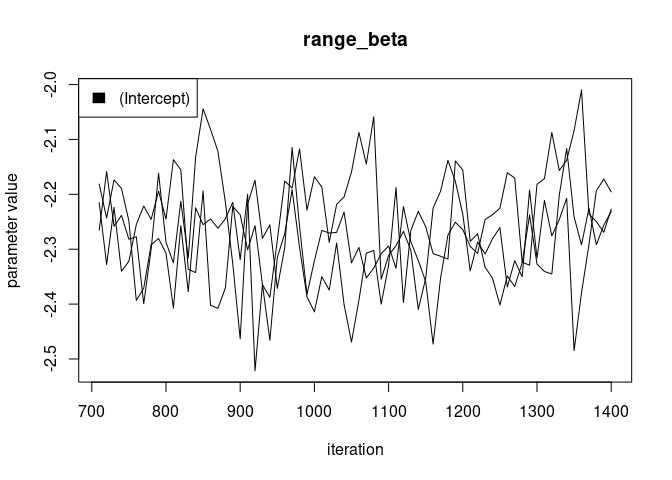 range_beta
(Intercept)
parameter value
-2.0
-2.1
-2.2
-2.3
-2.4
-2.5
700 800 900 1000 1100 1200 1300 1400
iteration